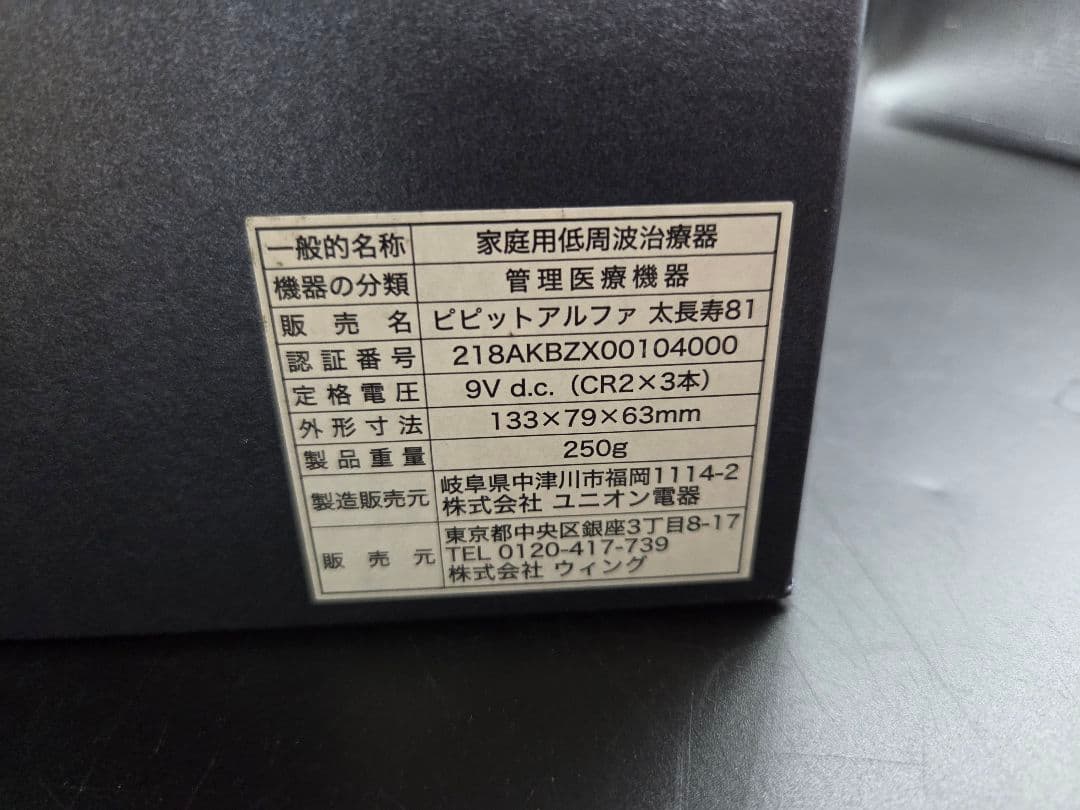 一般的名称 家庭用低周波治療器
機器の分類 管理医療機器
販売名 ピピットアルファ 太長寿81
認証番号 218AKBZX00104000
定格電圧 9V d.c.（CR2×3本）
外形寸法 133×79×63mm
製品重量 250g
製造販売元 岐阜県中津川市福岡1114-2
株式会社 ユニオン電器
販売元 東京都中央区銀座3丁目8-17
TEL 0120-417-739
株式会社 ウィング